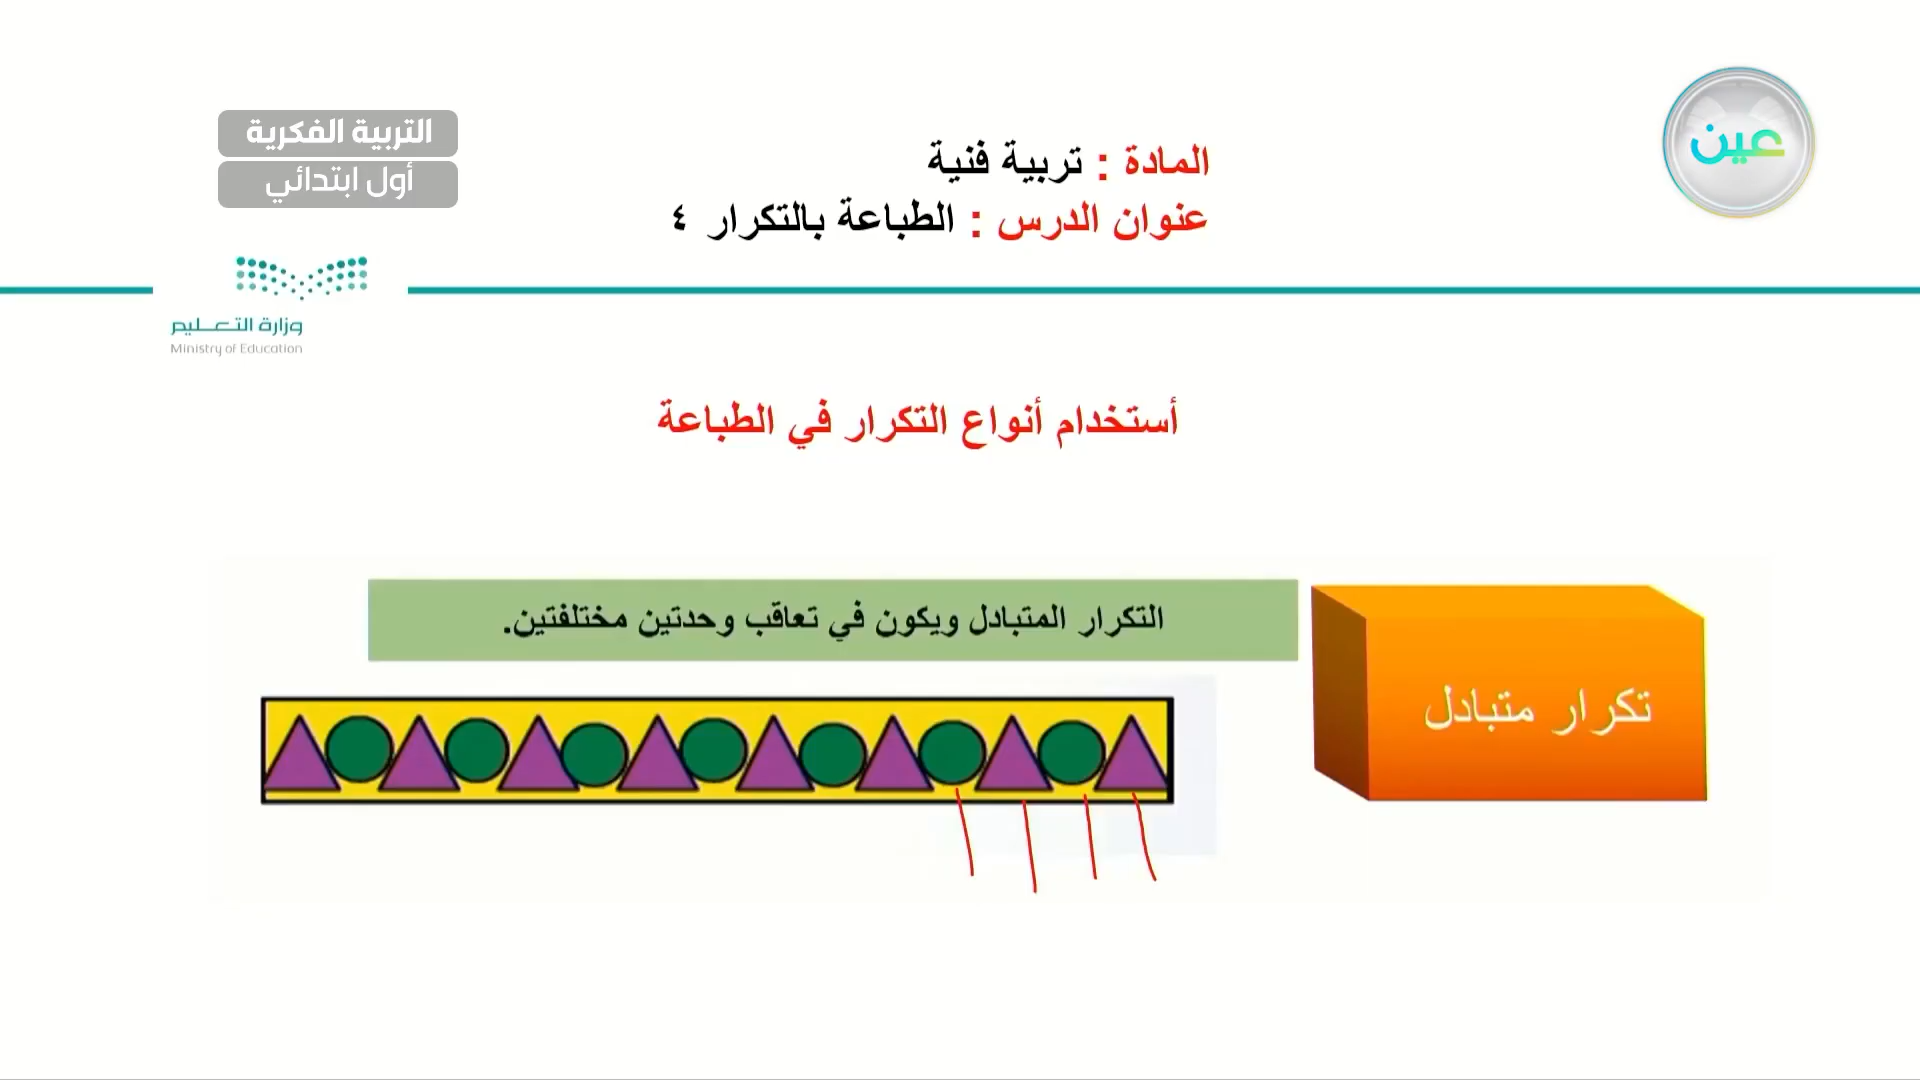 عين
المادة : تربية فنية
عنوان الدرس : الطباعة بالتكرار ٤
التربية الفكرية
أول ابتدائي
وزارة التعليم
Ministry of Education
أستخدام أنواع التكرار في الطباعة
التكرار المتبادل ويكون في تعاقب وحدتين مختلفتين.
تكرار متبادل